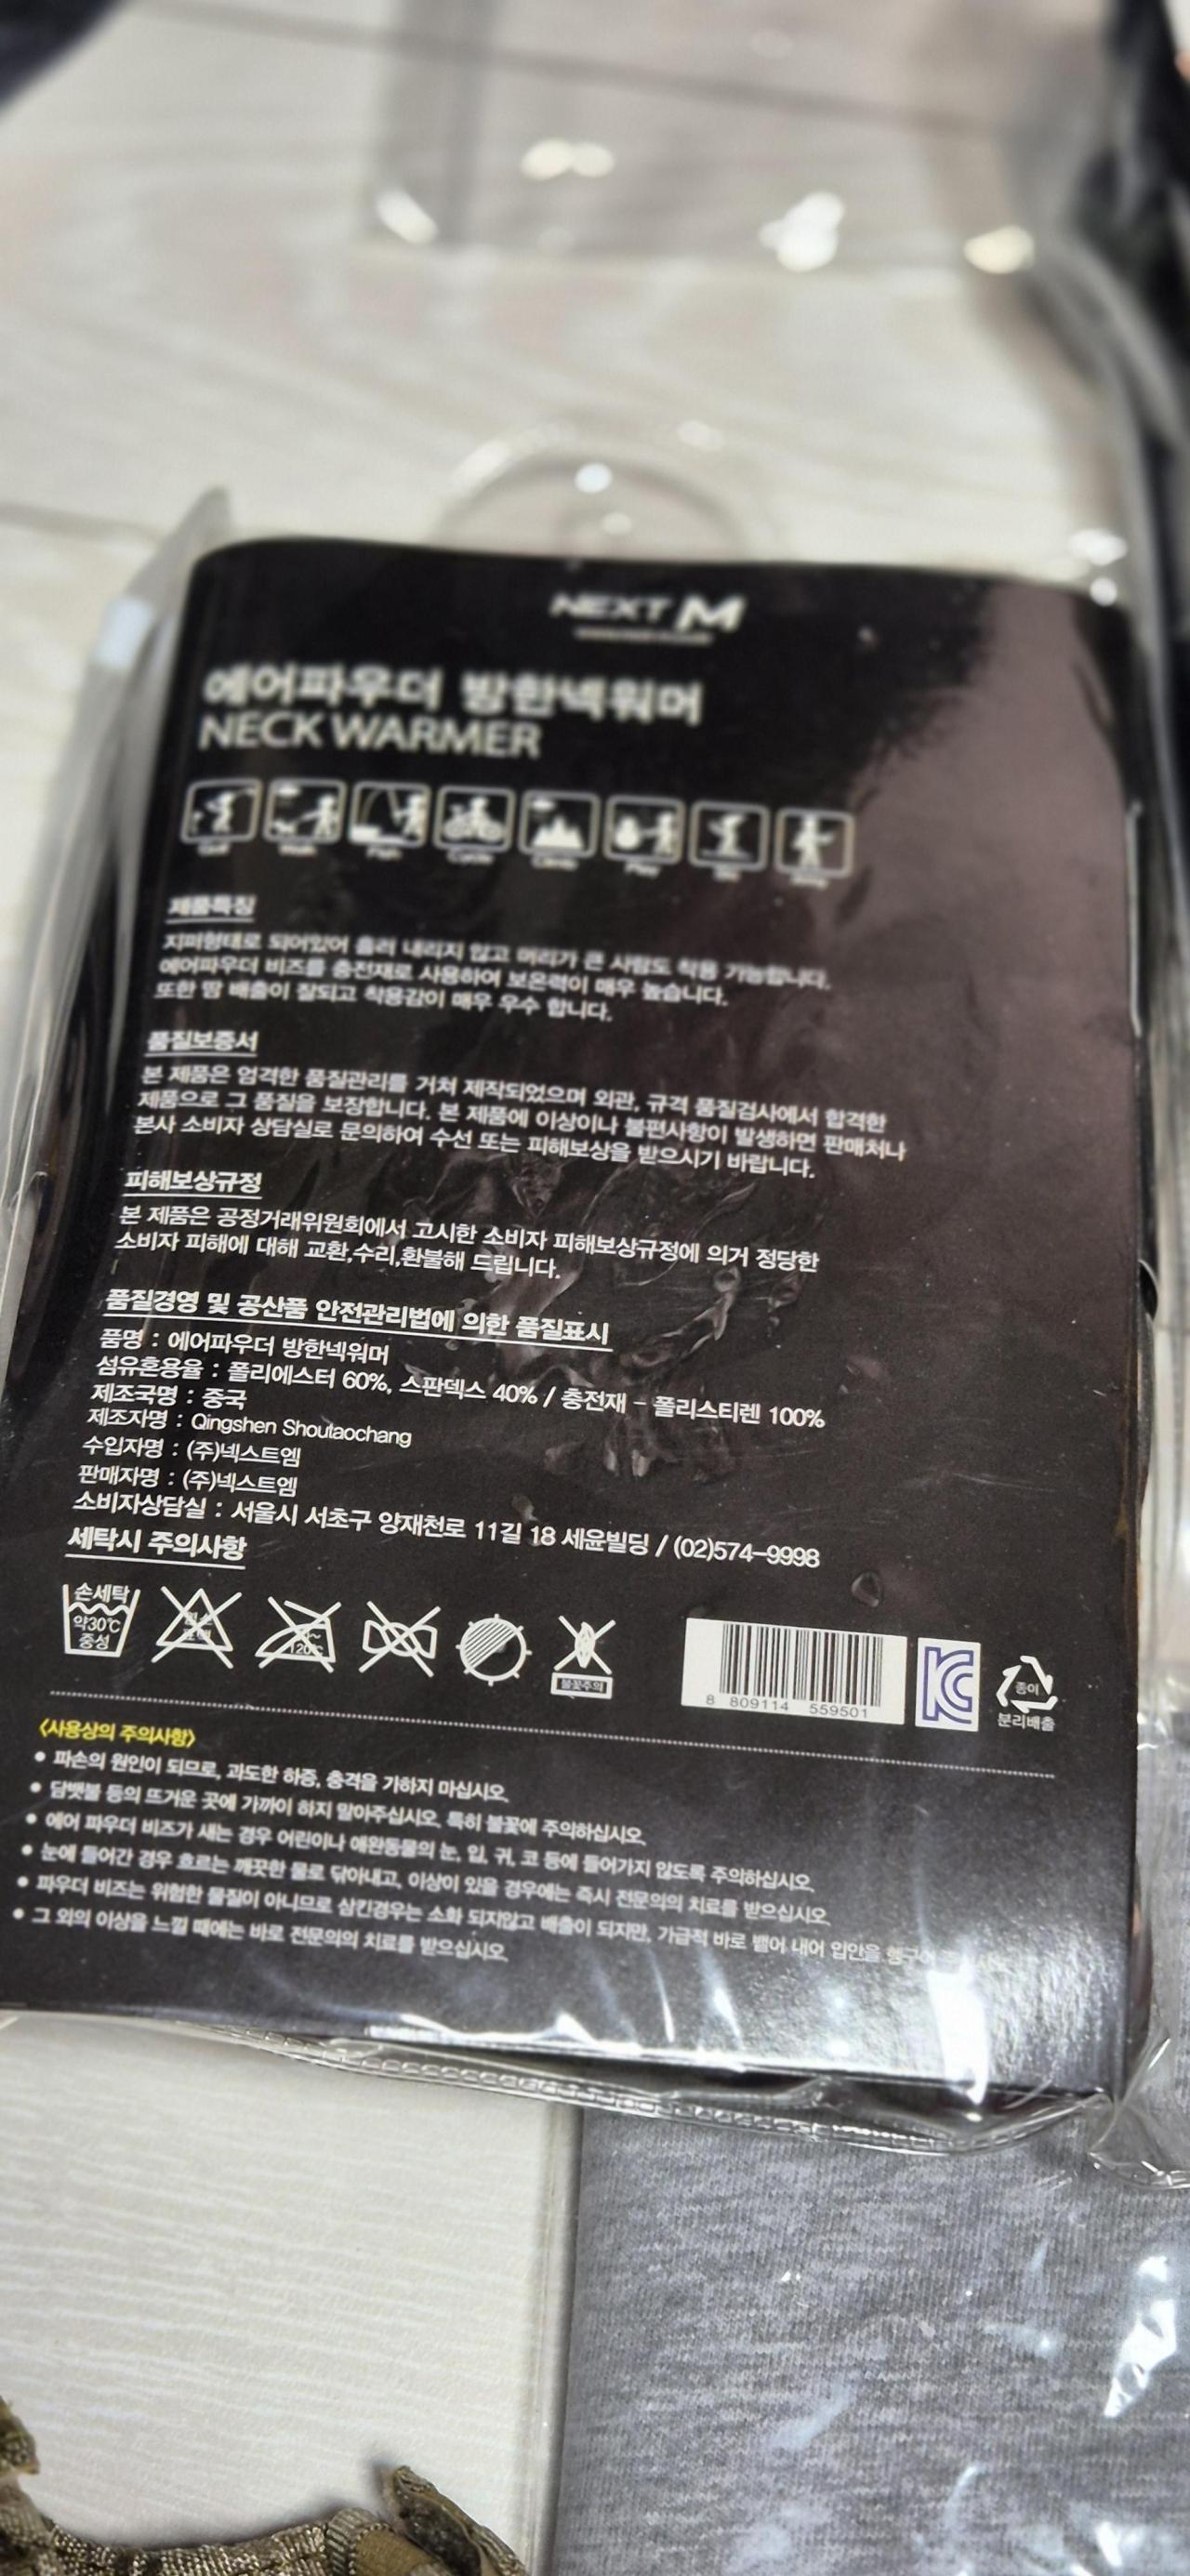 NEXT M
에어파우더 방한넥워머
NECK WARMER
Golf Walk Fish Cycle Climb Play
제품특징
지퍼형태로 되어있어 흘러 내리지 않고 머리가 큰 사람도 착용 가능합니다.
에어파우더 비즈를 충전재로 사용하여 보온력이 매우 높습니다.
또한 땀 배출이 잘되고 착용감이 매우 우수 합니다.
품질보증서
본 제품은 엄격한 품질관리를 거쳐 제작되었으며 외관, 규격 품질검사에서 합격한
제품으로 그 품질을 보장합니다. 본 제품에 이상이나 불편사항이 발생하면 판매처나
본사 소비자 상담실로 문의하여 수선 또는 피해보상을 받으시기 바랍니다.
피해보상규정
본 제품은 공정거래위원회에서 고시한 소비자 피해보상규정에 의거 정당한
소비자 피해에 대해 교환,수리,환불해 드립니다.
품질경영 및 공산품 안전관리법에 의한 품질표시
품명 : 에어파우더 방한넥워머
섬유혼용율 : 폴리에스터 60%, 스판덱스 40% / 충전재 - 폴리스티렌 100%
제조국명 : 중국
제조자명 : Qingshen Shoutaochang
수입자명 : (주)넥스트엠
판매자명 : (주)넥스트엠
소비자상담실 : 서울시 서초구 양재천로 11길 18 세윤빌딩 / (02)574-9998
세탁시 주의사항
손세탁
약30℃
중성
불꽃주의
8 809114 559501
KC
종이
분리배출
<사용상의 주의사항>
• 파손의 원인이 되므로, 과도한 하중, 충격을 가하지 마십시오.
• 담뱃불 등의 뜨거운 곳에 가까이 하지 말아주십시오. 특히 불꽃에 주의하십시오.
• 에어 파우더 비즈가 새는 경우 어린이나 애완동물의 눈, 입, 귀, 코 등에 들어가지 않도록 주의하십시오.
• 눈에 들어간 경우 흐르는 깨끗한 물로 닦아내고, 이상이 있을 경우에는 즉시 전문의의 치료를 받으십시오.
• 파우더 비즈는 위험한 물질이 아니므로 삼킨경우는 소화 되지않고 배출이 되지만, 가급적 바로 뱉어 내어 입안을
• 그 외의 이상을 느낄 때에는 바로 전문의의 치료를 받으십시오.